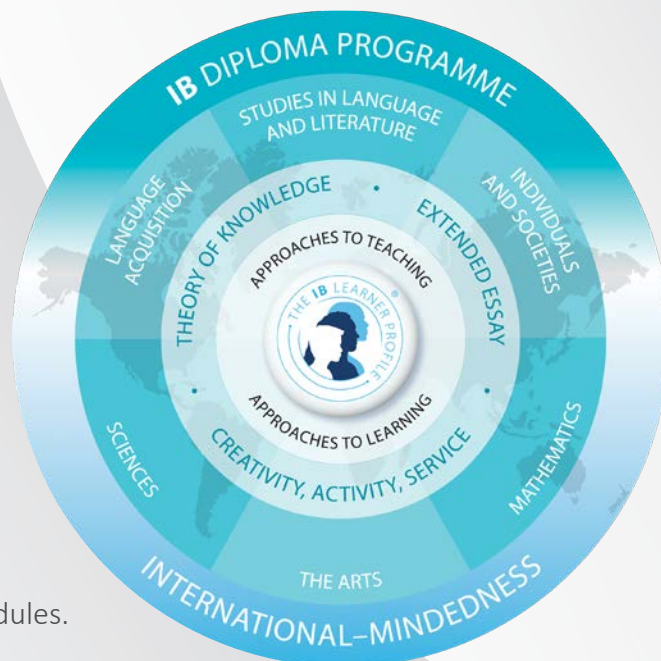 IB DIPLOMA PROGRAMME
STUDIES IN LANGUAGE
AND LITERATURE
LANGUAGE
ACQUISITION
INDIVIDUALS
AND SOCIETIES
THEORY OF KNOWLEDGE
EXTENDED ESSAY
APPROACHES TO TEACHING
THE IB LEARNER PROFILE ®
APPROACHES TO LEARNING
CREATIVITY, ACTIVITY, SERVICE
SCIENCES
MATHEMATICS
THE ARTS
INTERNATIONAL–MINDEDNESS